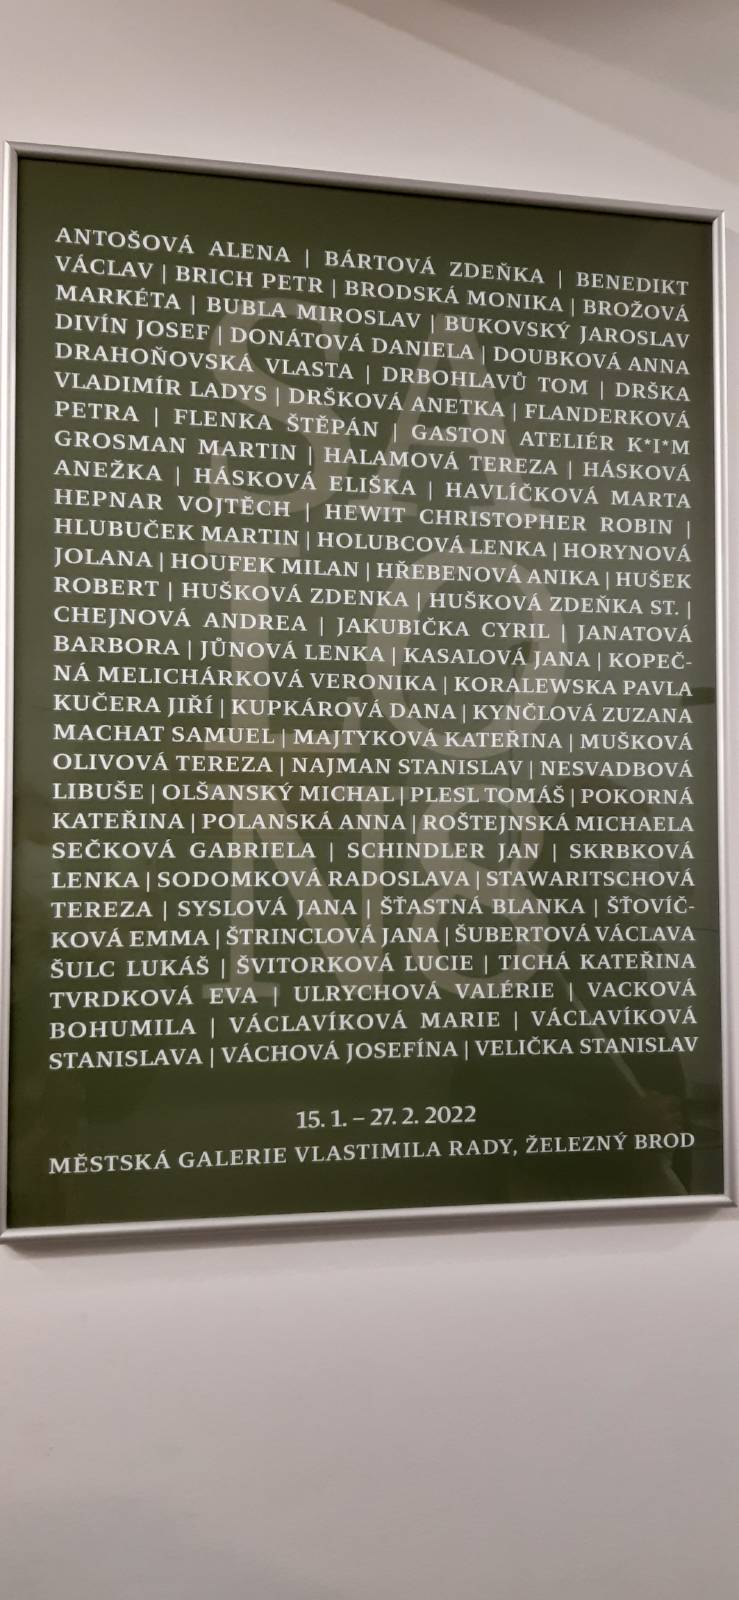 ANTOŠOVÁ ALENA | BÁRTOVÁ ZDEŇKA | BENEDIKT
VÁCLAV | BRICH PETR | BRODSKÁ MONIKA | BROŽOVÁ
MARKÉTA | BUBLA MIROSLAV | BUKOVSKÝ JAROSLAV
DIVÍN JOSEF | DONÁTOVÁ DANIELA | DOUBKOVÁ ANNA
DRAHOŇOVSKÁ VLASTA | DRBOHLAVŮ TOM | DRŠKA
VLADIMÍR LADYS | DRŠKOVÁ ANETKA | FLANDERKOVÁ
PETRA | FLENKA ŠTĚPÁN | GASTON ATELIÉR K*I*M
GROSMAN MARTIN | HALAMOVÁ TEREZA | HÁSKOVÁ
ANEŽKA | HÁSKOVÁ ELIŠKA | HAVLÍČKOVÁ MARTA
HEPNAR VOJTĚCH | HEWIT CHRISTOPHER ROBIN |
HLUBUČEK MARTIN | HOLUBCOVÁ LENKA | HORYNOVÁ
JOLANA | HOUFEK MILAN | HŘEBENOVÁ ANIKA | HUŠEK
ROBERT | HUŠKOVÁ ZDENKA | HUŠKOVÁ ZDEŇKA ST. |
CHEJNOVÁ ANDREA | JAKUBIČKA CYRIL | JANATOVÁ
BARBORA | JŮNOVÁ LENKA | KASALOVÁ JANA | KOPEČ-
NÁ MELICHÁRKOVÁ VERONIKA | KORALEWSKA PAVLA
KUČERA JIŘÍ | KUPKÁROVÁ DANA | KYNČLOVÁ ZUZANA
MACHAT SAMUEL | MAJTYKOVÁ KATEŘINA | MUŠKOVÁ
OLIVOVÁ TEREZA | NAJMAN STANISLAV | NESVADBOVÁ
LIBUŠE | OLŠANSKÝ MICHAL | PLESL TOMÁŠ | POKORNÁ
KATEŘINA | POLANSKÁ ANNA | ROŠTEJNSKÁ MICHAELA
SEČKOVÁ GABRIELA | SCHINDLER JAN | SKRBKOVÁ
LENKA | SODOMKOVÁ RADOSLAVA | STAWARITSCHOVÁ
TEREZA | SYSLOVÁ JANA | ŠŤASTNÁ BLANKA | ŠŤOVÍČ-
KOVÁ EMMA | ŠTRINCLOVÁ JANA | ŠUBERTOVÁ VÁCLAVA
ŠULC LUKÁŠ | ŠVITORKOVÁ LUCIE | TICHÁ KATEŘINA
TVRDKOVÁ EVA | ULRYCHOVÁ VALÉRIE | VACKOVÁ
BOHUMILA | VÁCLAVÍKOVÁ MARIE | VÁCLAVÍKOVÁ
STANISLAVA | VÁCHOVÁ JOSEFÍNA | VELIČKA STANISLAV
15. 1. – 27. 2. 2022
MĚSTSKÁ GALERIE VLASTIMILA RADY, ŽELEZNÝ BROD
SA
LO
N8